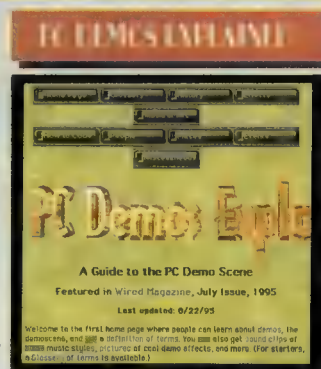 PC DEMOS EXPLAINED
PC Demos Explo
A Guide to the PC Demo Scene
Featured in Wired Magazine, July Issue, 1995
Last updated: 8/22/95
Welcome to the first home page where people can learn about demos, the
demoscene, and a definition of terms. You can also get sound clips of
music styles, pictures of cool demo effects, and more. (For starters,
a Glossary of terms is available.)